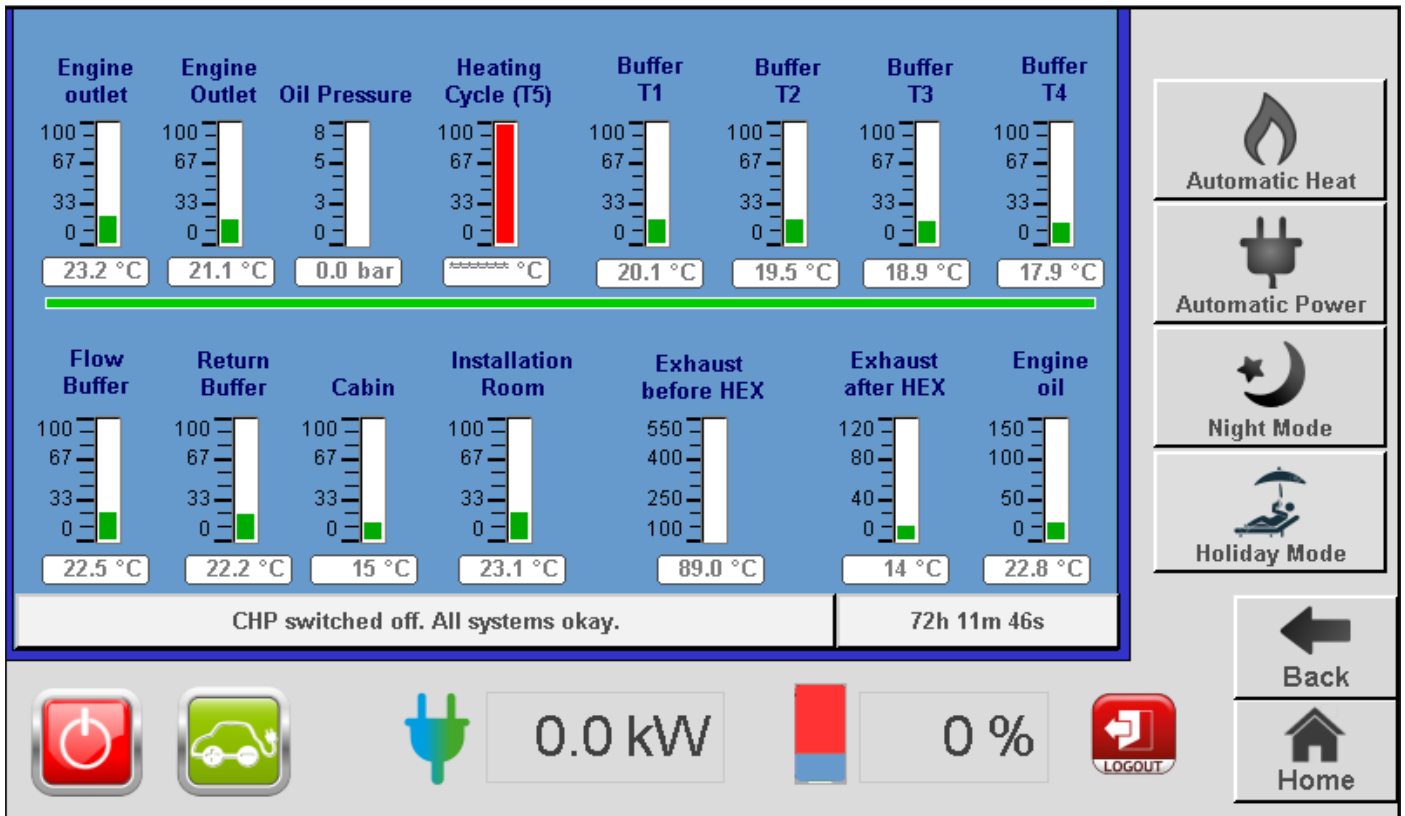 Engine outlet
Engine Outlet
Oil Pressure
Heating Cycle (T5)
Buffer T1
Buffer T2
Buffer T3
Buffer T4
100 67 33 0
100 67 33 0
8 5 3 0
100 67 33 0
100 67 33 0
100 67 33 0
100 67 33 0
100 67 33 0
23.2 °C
21.1 °C
0.0 bar
******* °C
20.1 °C
19.5 °C
18.9 °C
17.9 °C
Flow Buffer
Return Buffer
Cabin
Installation Room
Exhaust before HEX
Exhaust after HEX
Engine oil
100 67 33 0
100 67 33 0
100 67 33 0
100 67 33 0
550 400 250 100
120 80 40 0
150 100 50 0
22.5 °C
22.2 °C
15 °C
23.1 °C
89.0 °C
14 °C
22.8 °C
CHP switched off. All systems okay.
72h 11m 46s
0.0 kW
0 %
LOGOUT
Automatic Heat
Automatic Power
Night Mode
Holiday Mode
Back
Home